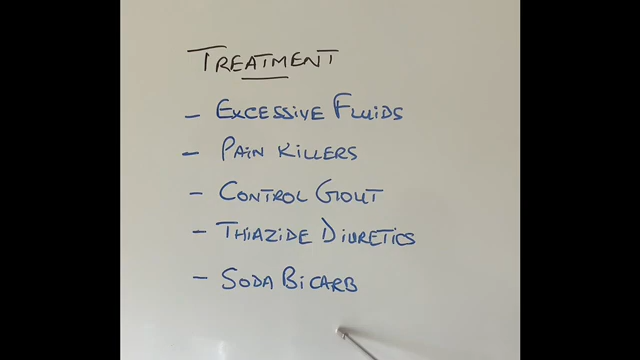 TREATMENT
- EXCESSIVE FLUIDS
- PAIN KILLERS
- CONTROL GOUT
- THIAZIDE DIURETICS
- SODA BICARB